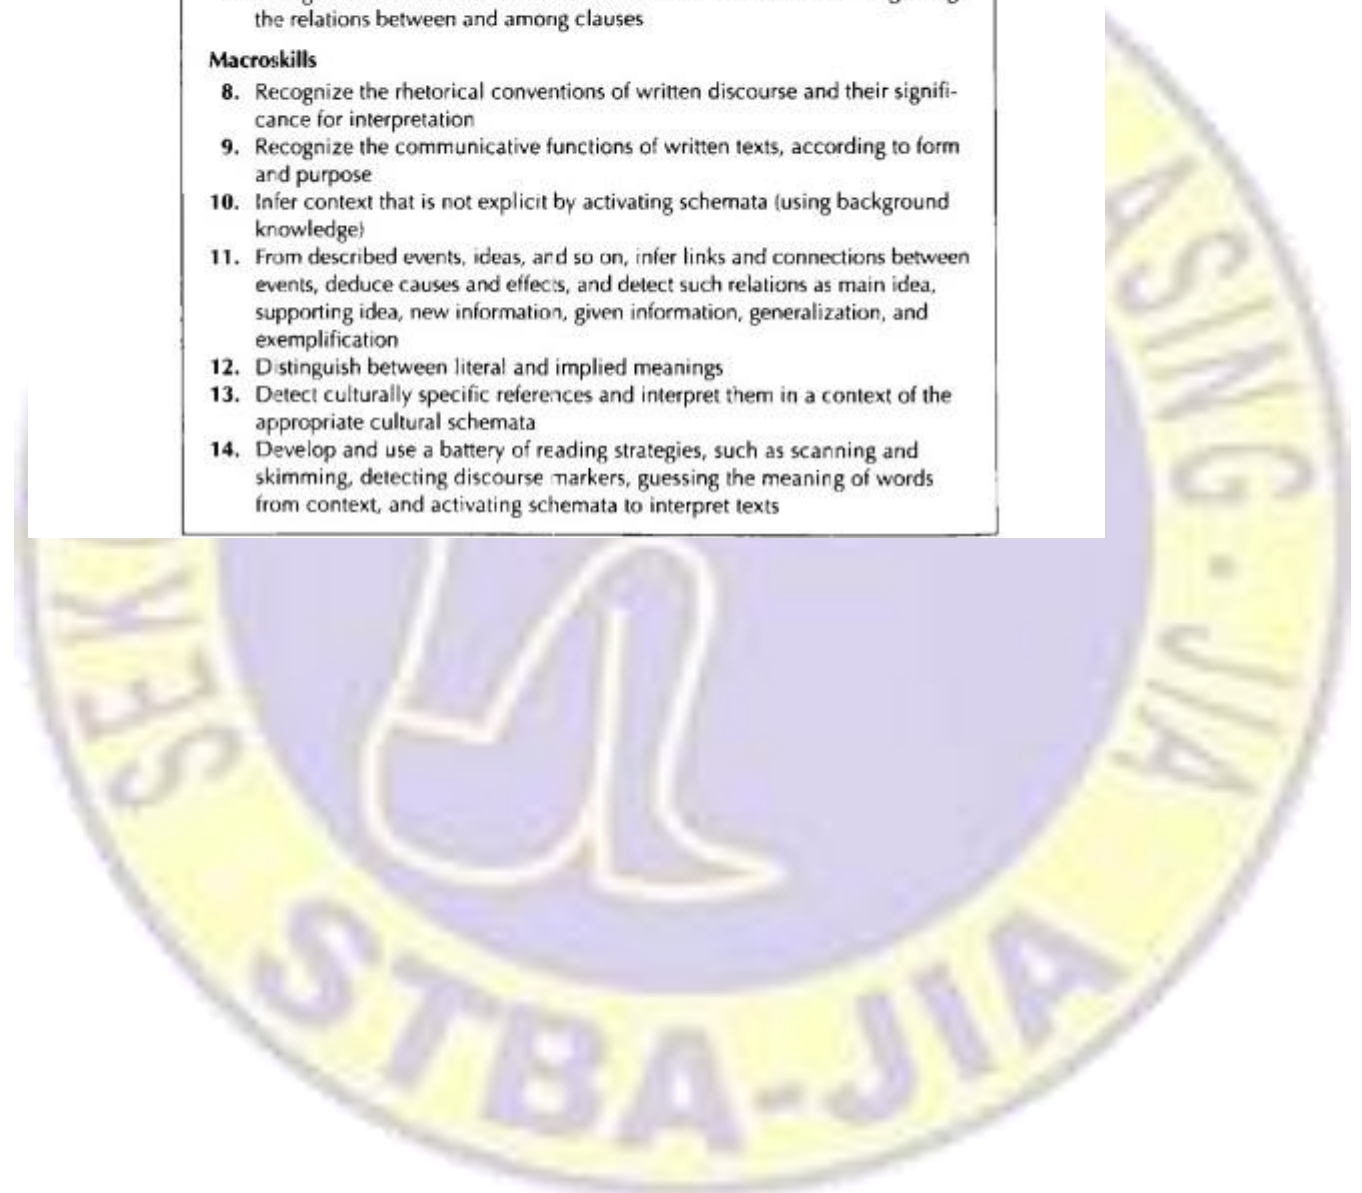 the relations between and among clauses
Macroskills
8. Recognize the rhetorical conventions of written discourse and their signifi-
cance for interpretation
9. Recognize the communicative functions of written texts, according to form
and purpose
10. Infer context that is not explicit by activating schemata (using background
knowledge)
11. From described events, ideas, and so on, infer links and connections between
events, deduce causes and effects, and detect such relations as main idea,
supporting idea, new information, given information, generalization, and
exemplification
12. Distinguish between literal and implied meanings
13. Detect culturally specific references and interpret them in a context of the
appropriate cultural schemata
14. Develop and use a battery of reading strategies, such as scanning and
skimming, detecting discourse markers, guessing the meaning of words
from context, and activating schemata to interpret texts
ASING · JIA
SEK
STBA-JIA